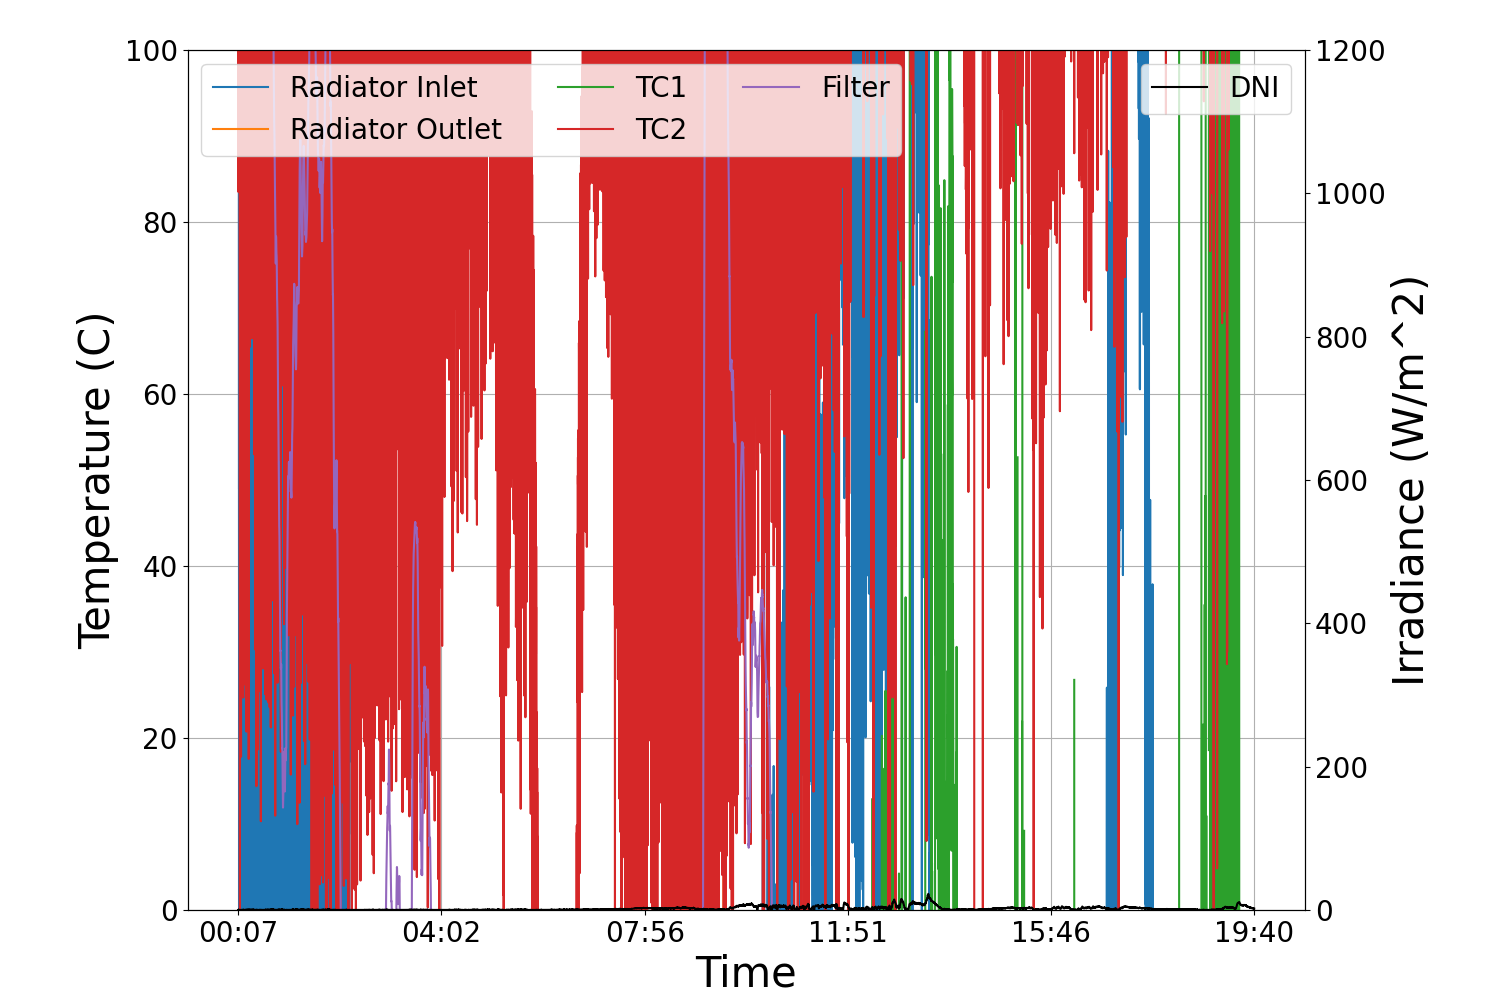 100
80
60
40
20
0
Temperature (C)
Radiator Inlet
Radiator Outlet
TC1
TC2
Filter
DNI
1200
1000
800
600
400
200
0
Irradiance (W/m^2)
00:07
04:02
07:56
11:51
15:46
19:40
Time